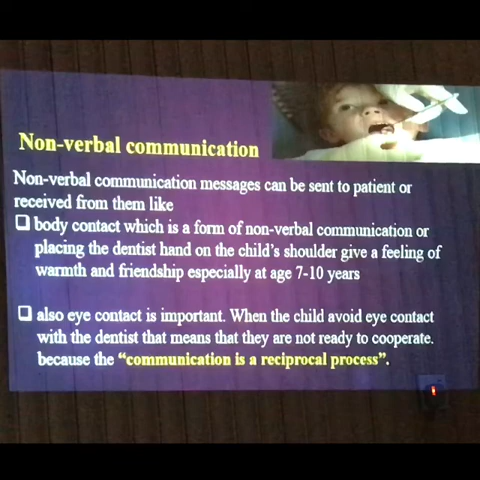 Non-verbal communication
Non-verbal communication messages can be sent to patient or
received from them like
❑ body contact which is a form of non-verbal communication or
placing the dentist hand on the child's shoulder give a feeling of
warmth and friendship especially at age 7-10 years
❑ also eye contact is important. When the child avoid eye contact
with the dentist that means that they are not ready to cooperate.
because the “communication is a reciprocal process”.